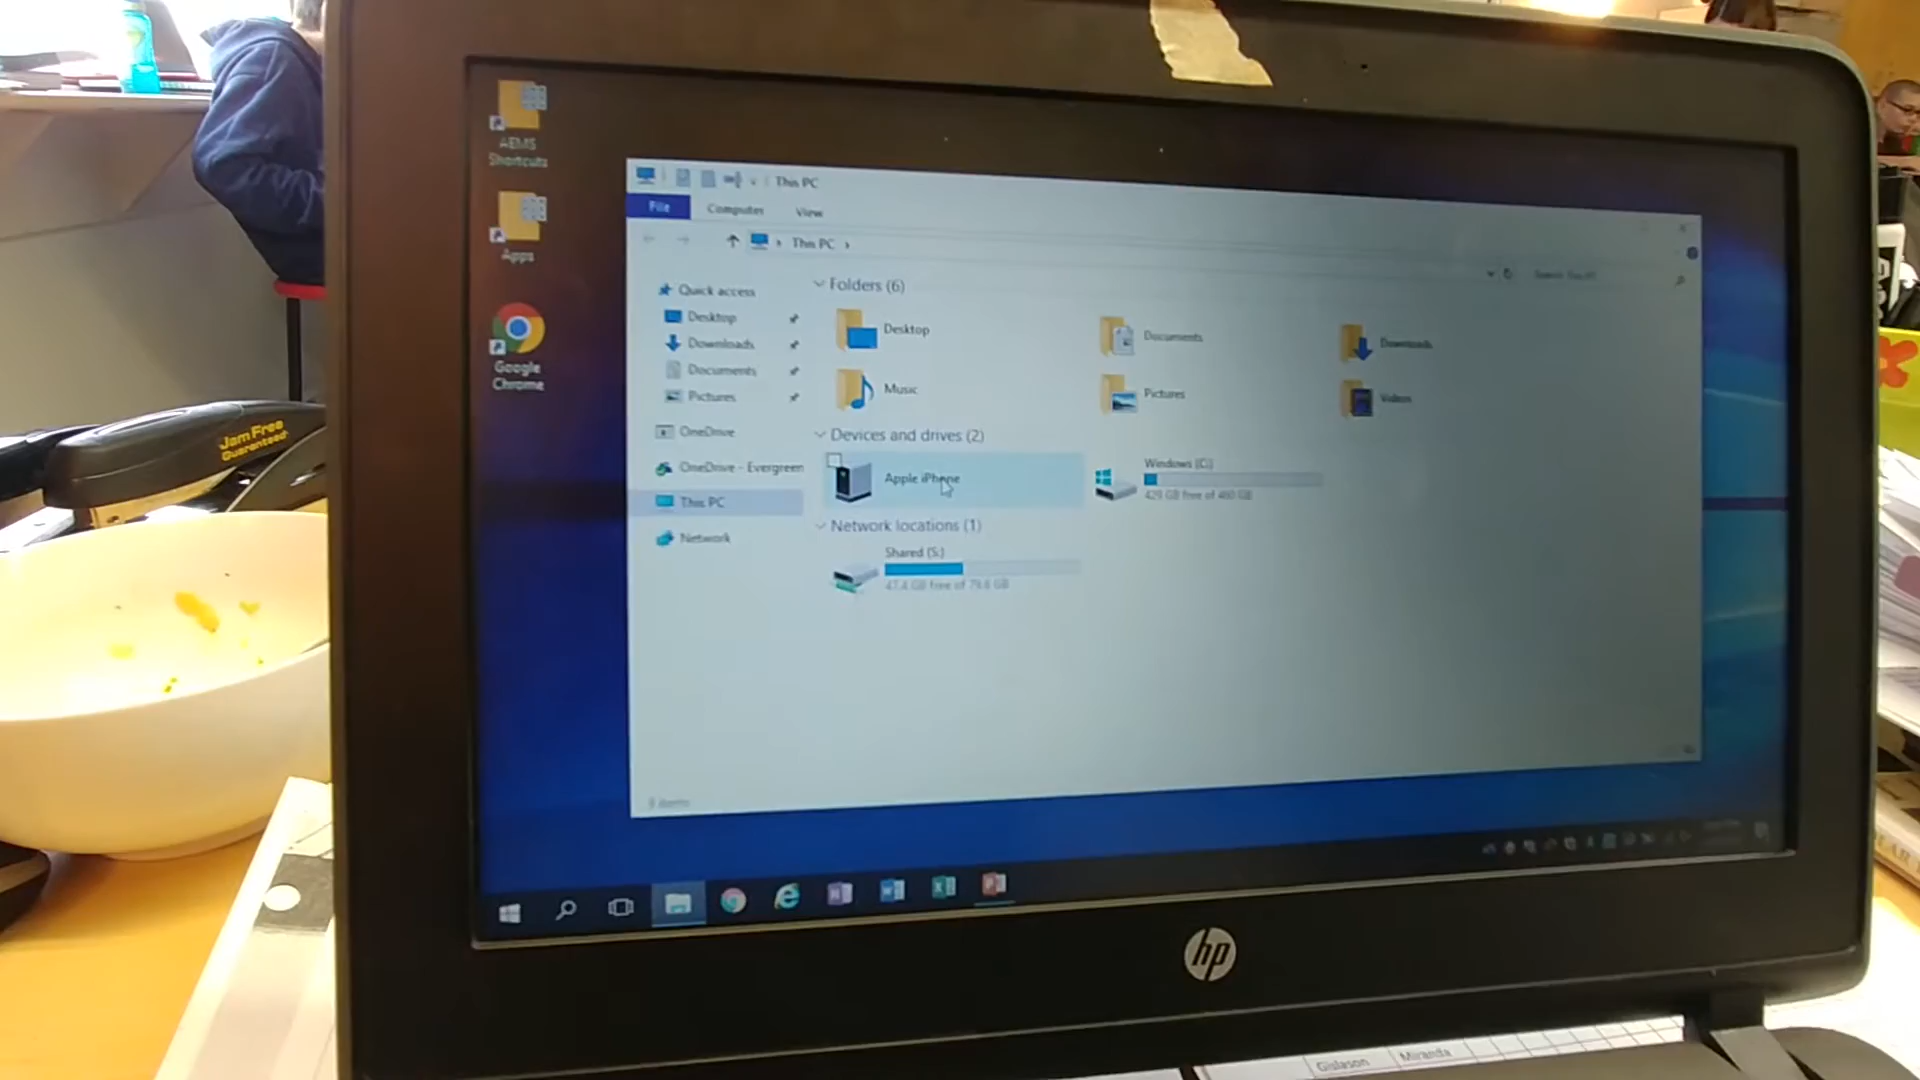 AEMS
Shortcuts
Apps
Google
Chrome
This PC
File
Computer
View
This PC
Quick access
Desktop
Downloads
Documents
Pictures
OneDrive
OneDrive - Evergreen
This PC
Network
Folders (6)
Desktop
Documents
Downloads
Music
Pictures
Videos
Devices and drives (2)
Apple iPhone
Windows (C:)
429 GB free of 460 GB
Network locations (1)
Shared (S:)
47.4 GB free of 79.6 GB
9 items
hp
Jam Free
Guaranteed
Gislason
Miranda